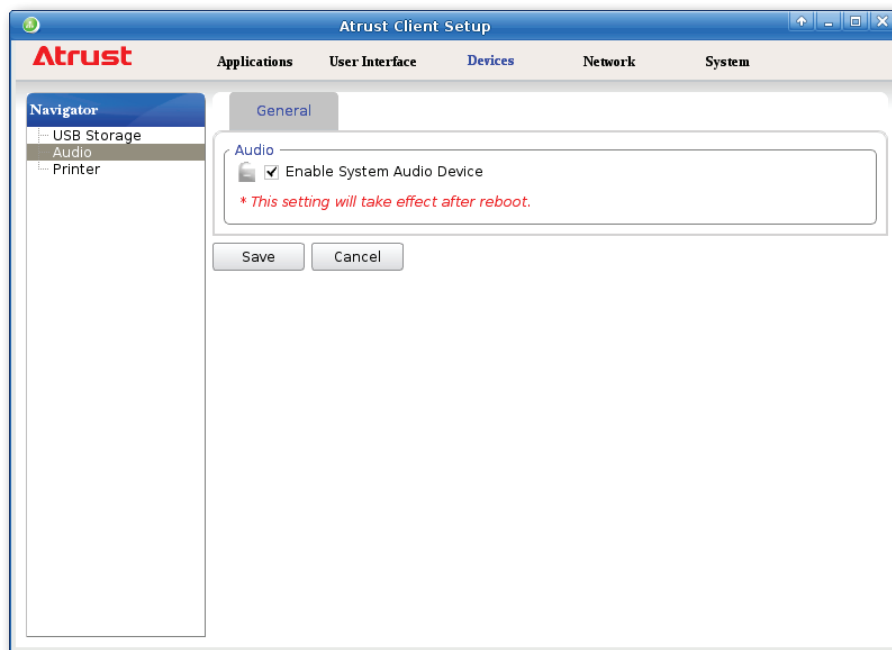 Atrust Client Setup
Atrust
Applications User Interface Devices Network System
Navigator
USB Storage
Audio
Printer
General
Audio
Enable System Audio Device
* This setting will take effect after reboot.
Save Cancel